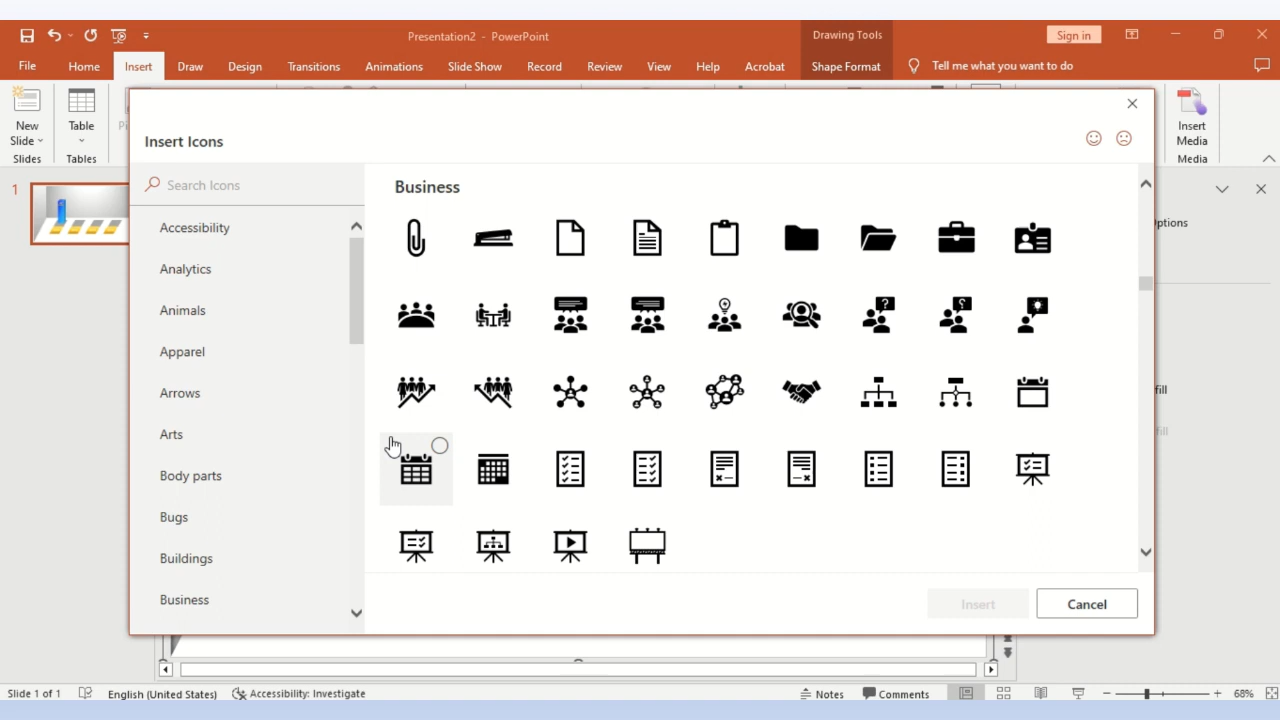 Presentation2 - PowerPoint
Drawing Tools
Sign in
File
Home
Insert
Draw
Design
Transitions
Animations
Slide Show
Record
Review
View
Help
Acrobat
Shape Format
Tell me what you want to do
New
Slide
Slides
Table
Tables
Insert
Media
Media
Insert Icons
Search Icons
Accessibility
Analytics
Animals
Apparel
Arrows
Arts
Body parts
Bugs
Buildings
Business
Business
Insert
Cancel
1
Slide 1 of 1
English (United States)
Accessibility: Investigate
Notes
Comments
68%